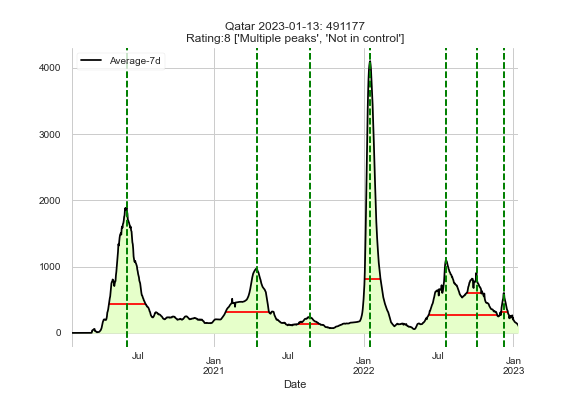 Qatar 2023-01-13: 491177
Rating:8 ['Multiple peaks', 'Not in control']
Average-7d
4000
3000
2000
1000
0
Jul
Jan
2021
Jul
Jan
2022
Jul
Jan
2023
Date